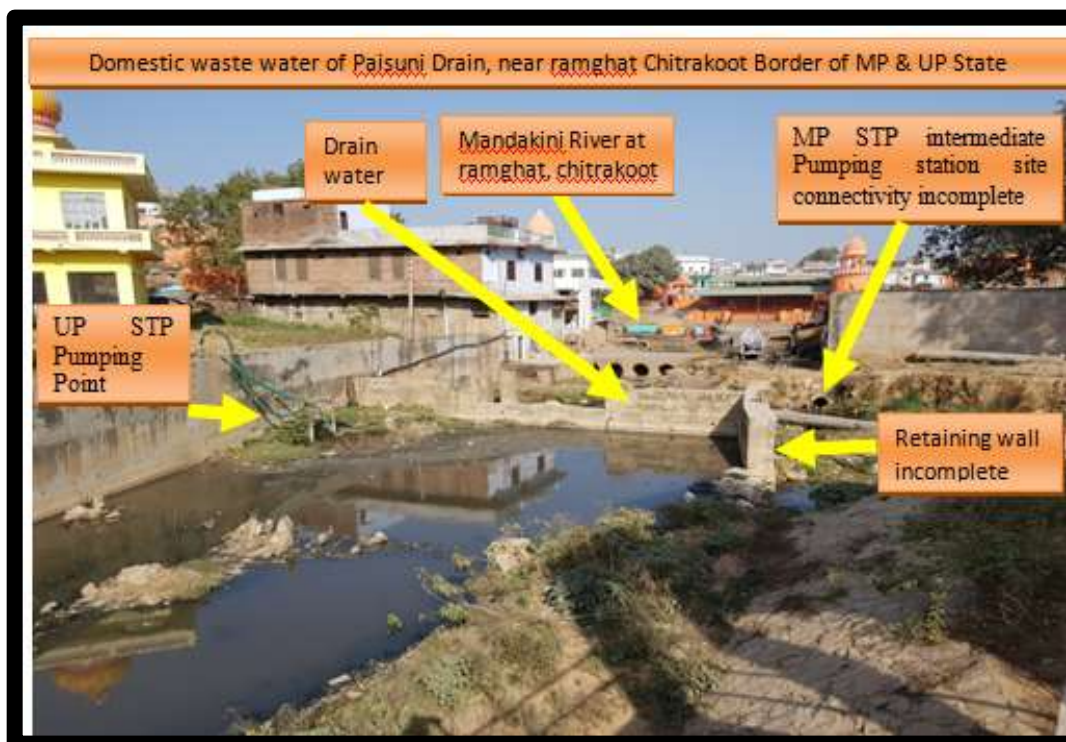 Domestic waste water of Paisuni Drain, near ramghat Chitrakoot Border of MP & UP State
Drain
water
Mandakini River at
ramghat, chitrakoot
MP STP intermediate
Pumping station site
connectivity incomplete
UP STP
Pumping
Point
Retaining wall
incomplete